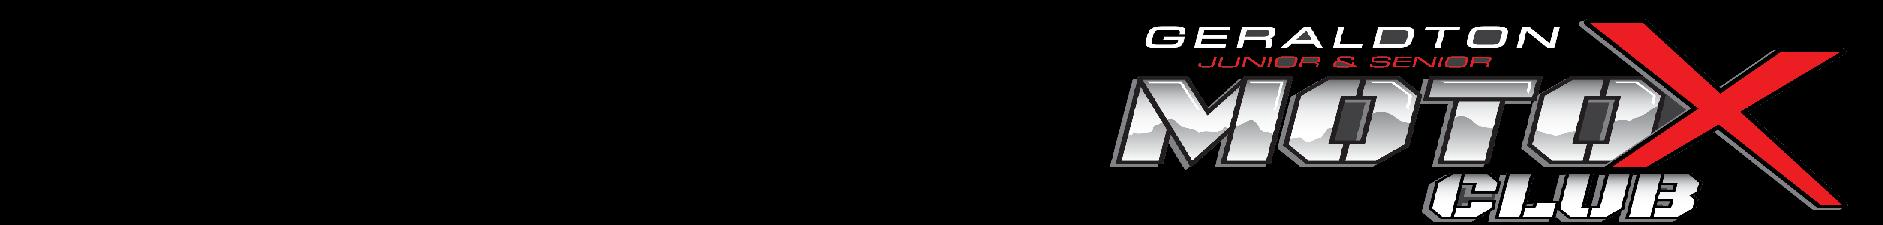 GERALDTON
JUNIOR & SENIOR
MOTOX
CLUB